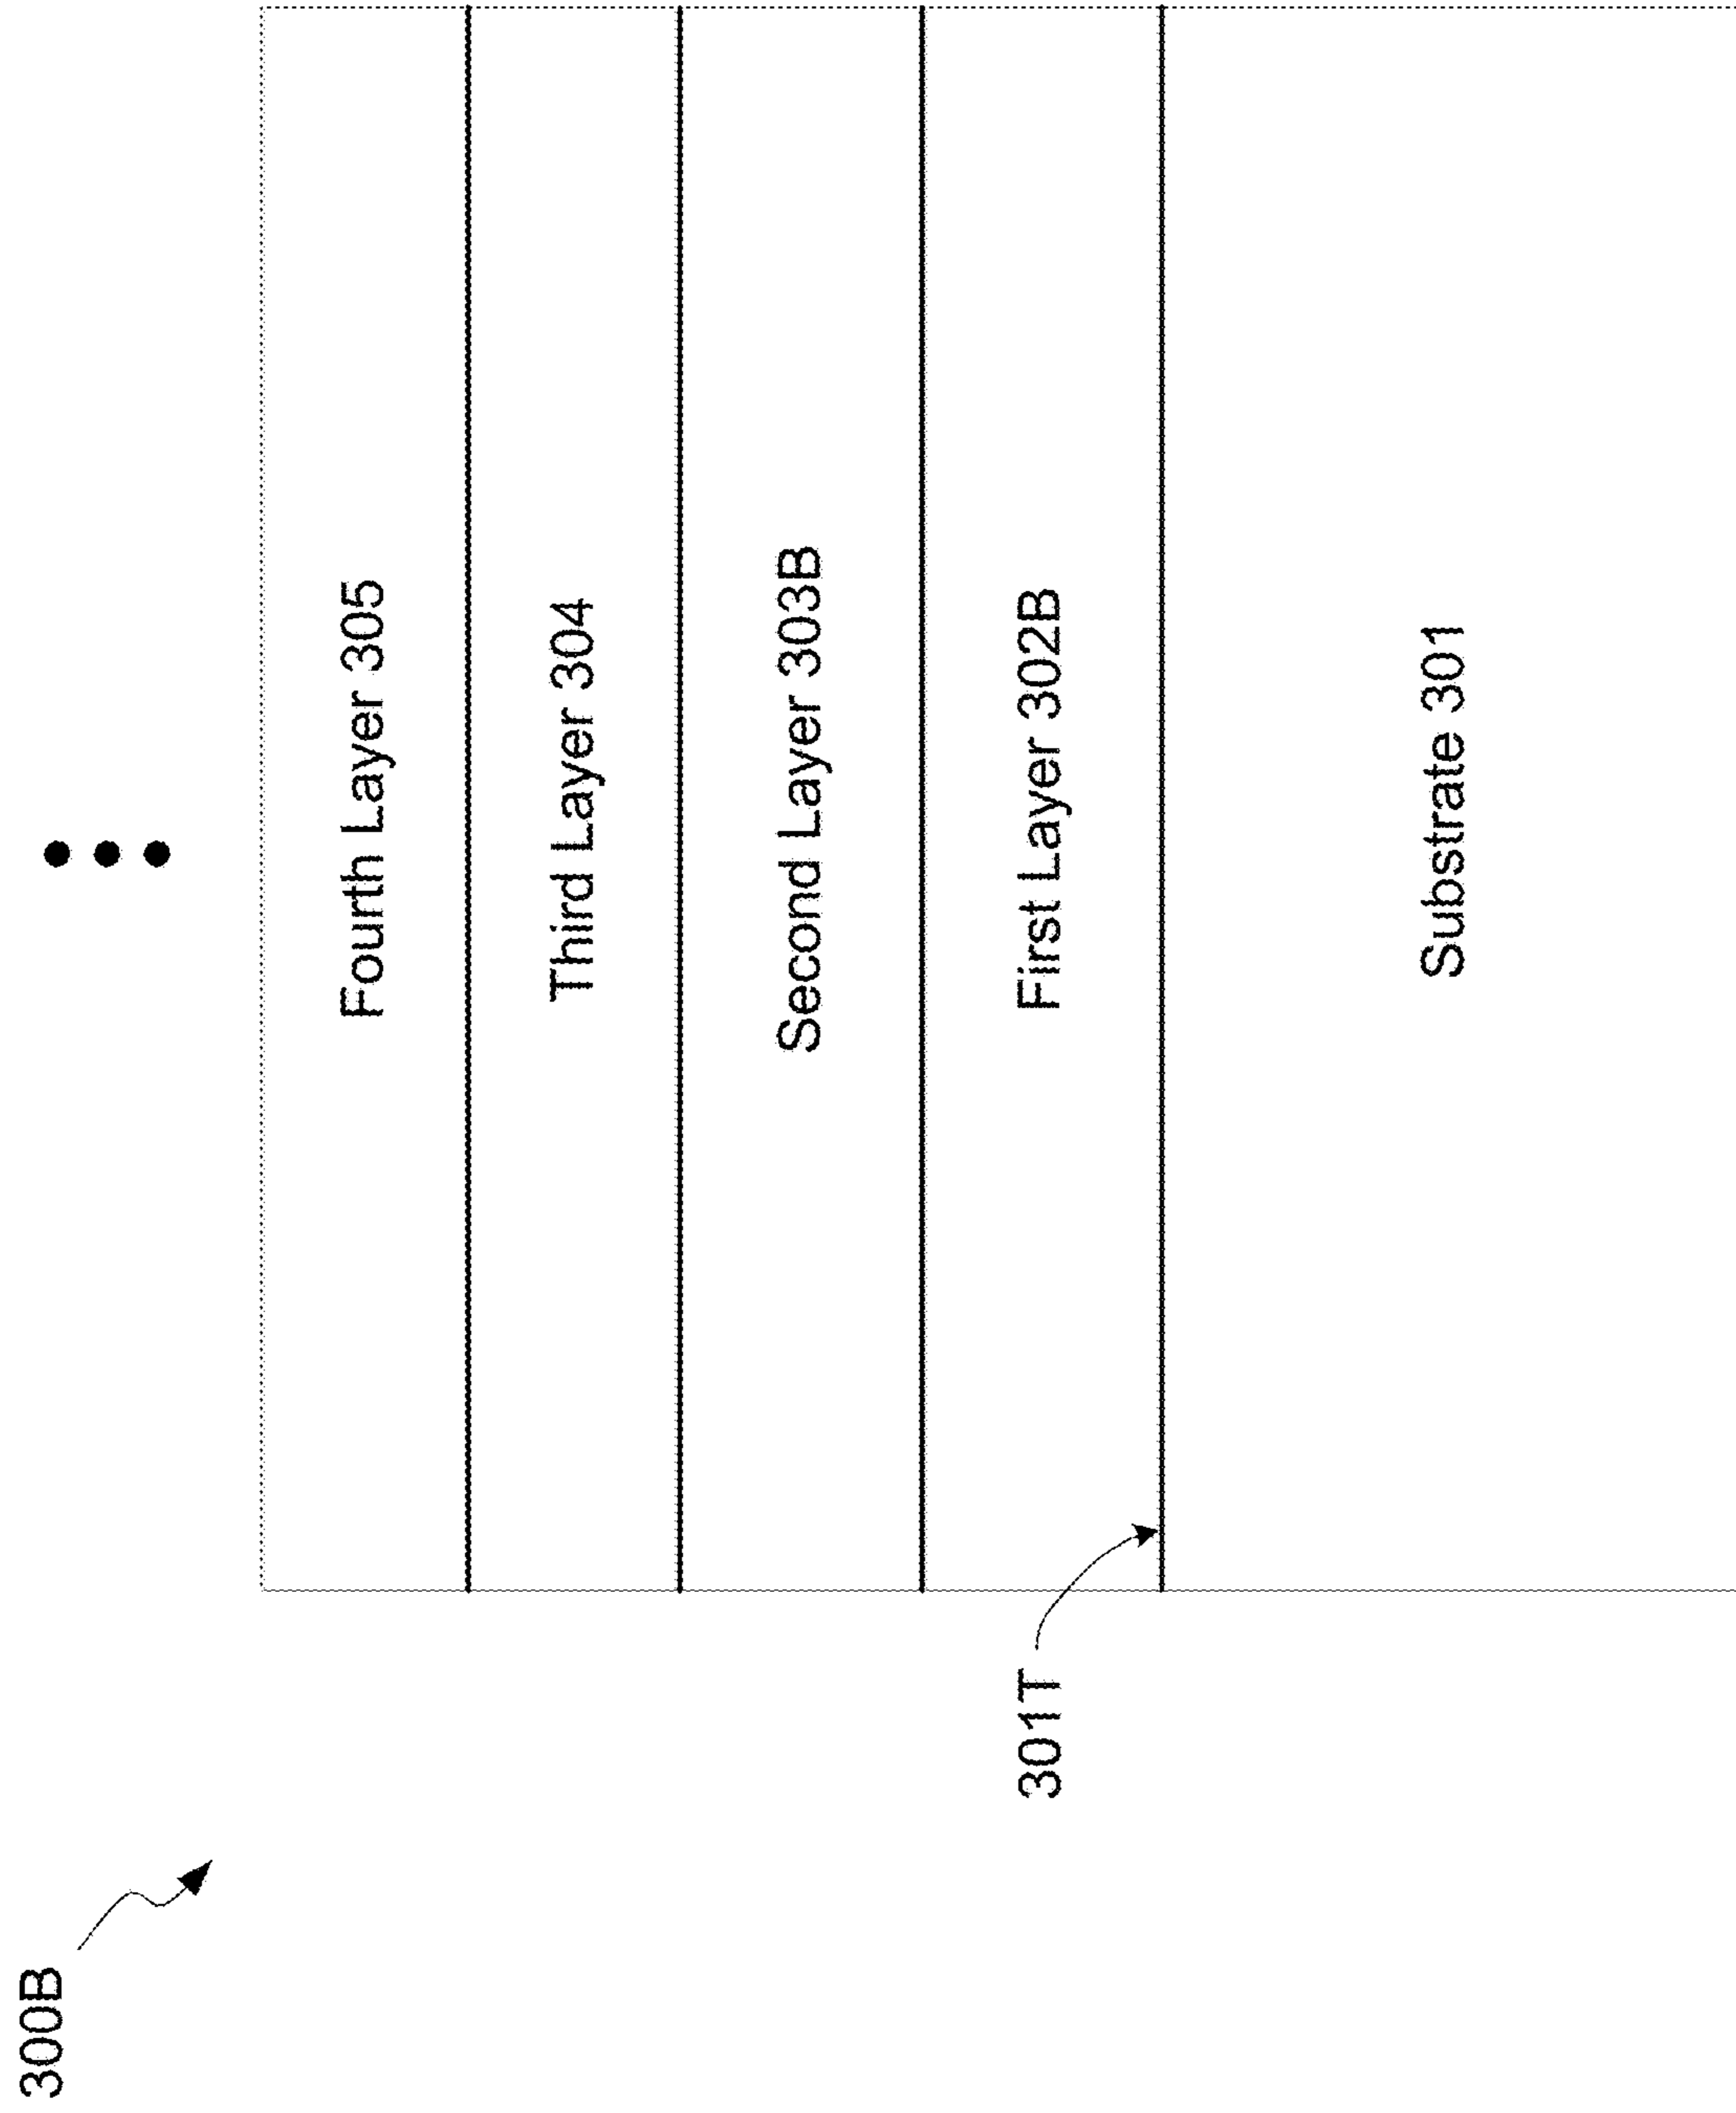 300B
Fourth Layer 305
Third Layer 304
Second Layer 303B
First Layer 302B
301T
Substrate 301